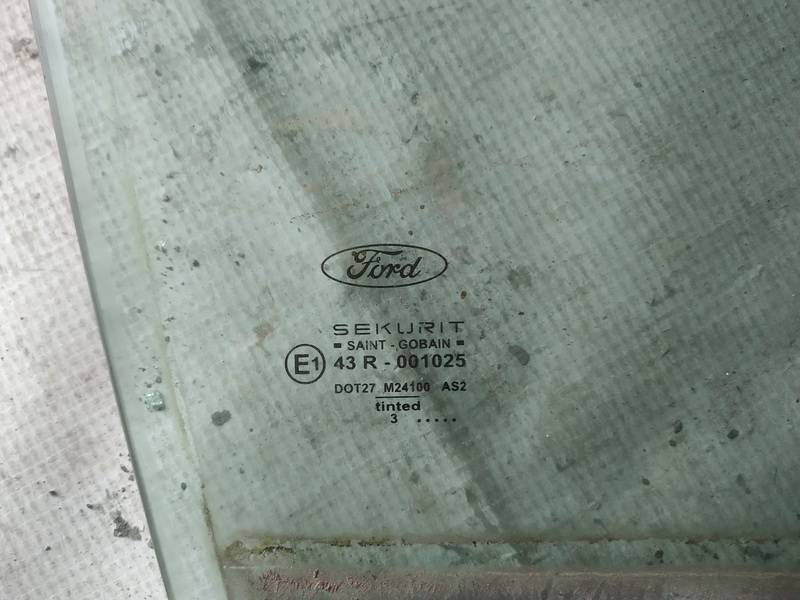 Ford
SEKURIT
SAINT - GOBAIN
E1 43 R - 001025
DOT27 M24100 AS2
tinted
3 .....